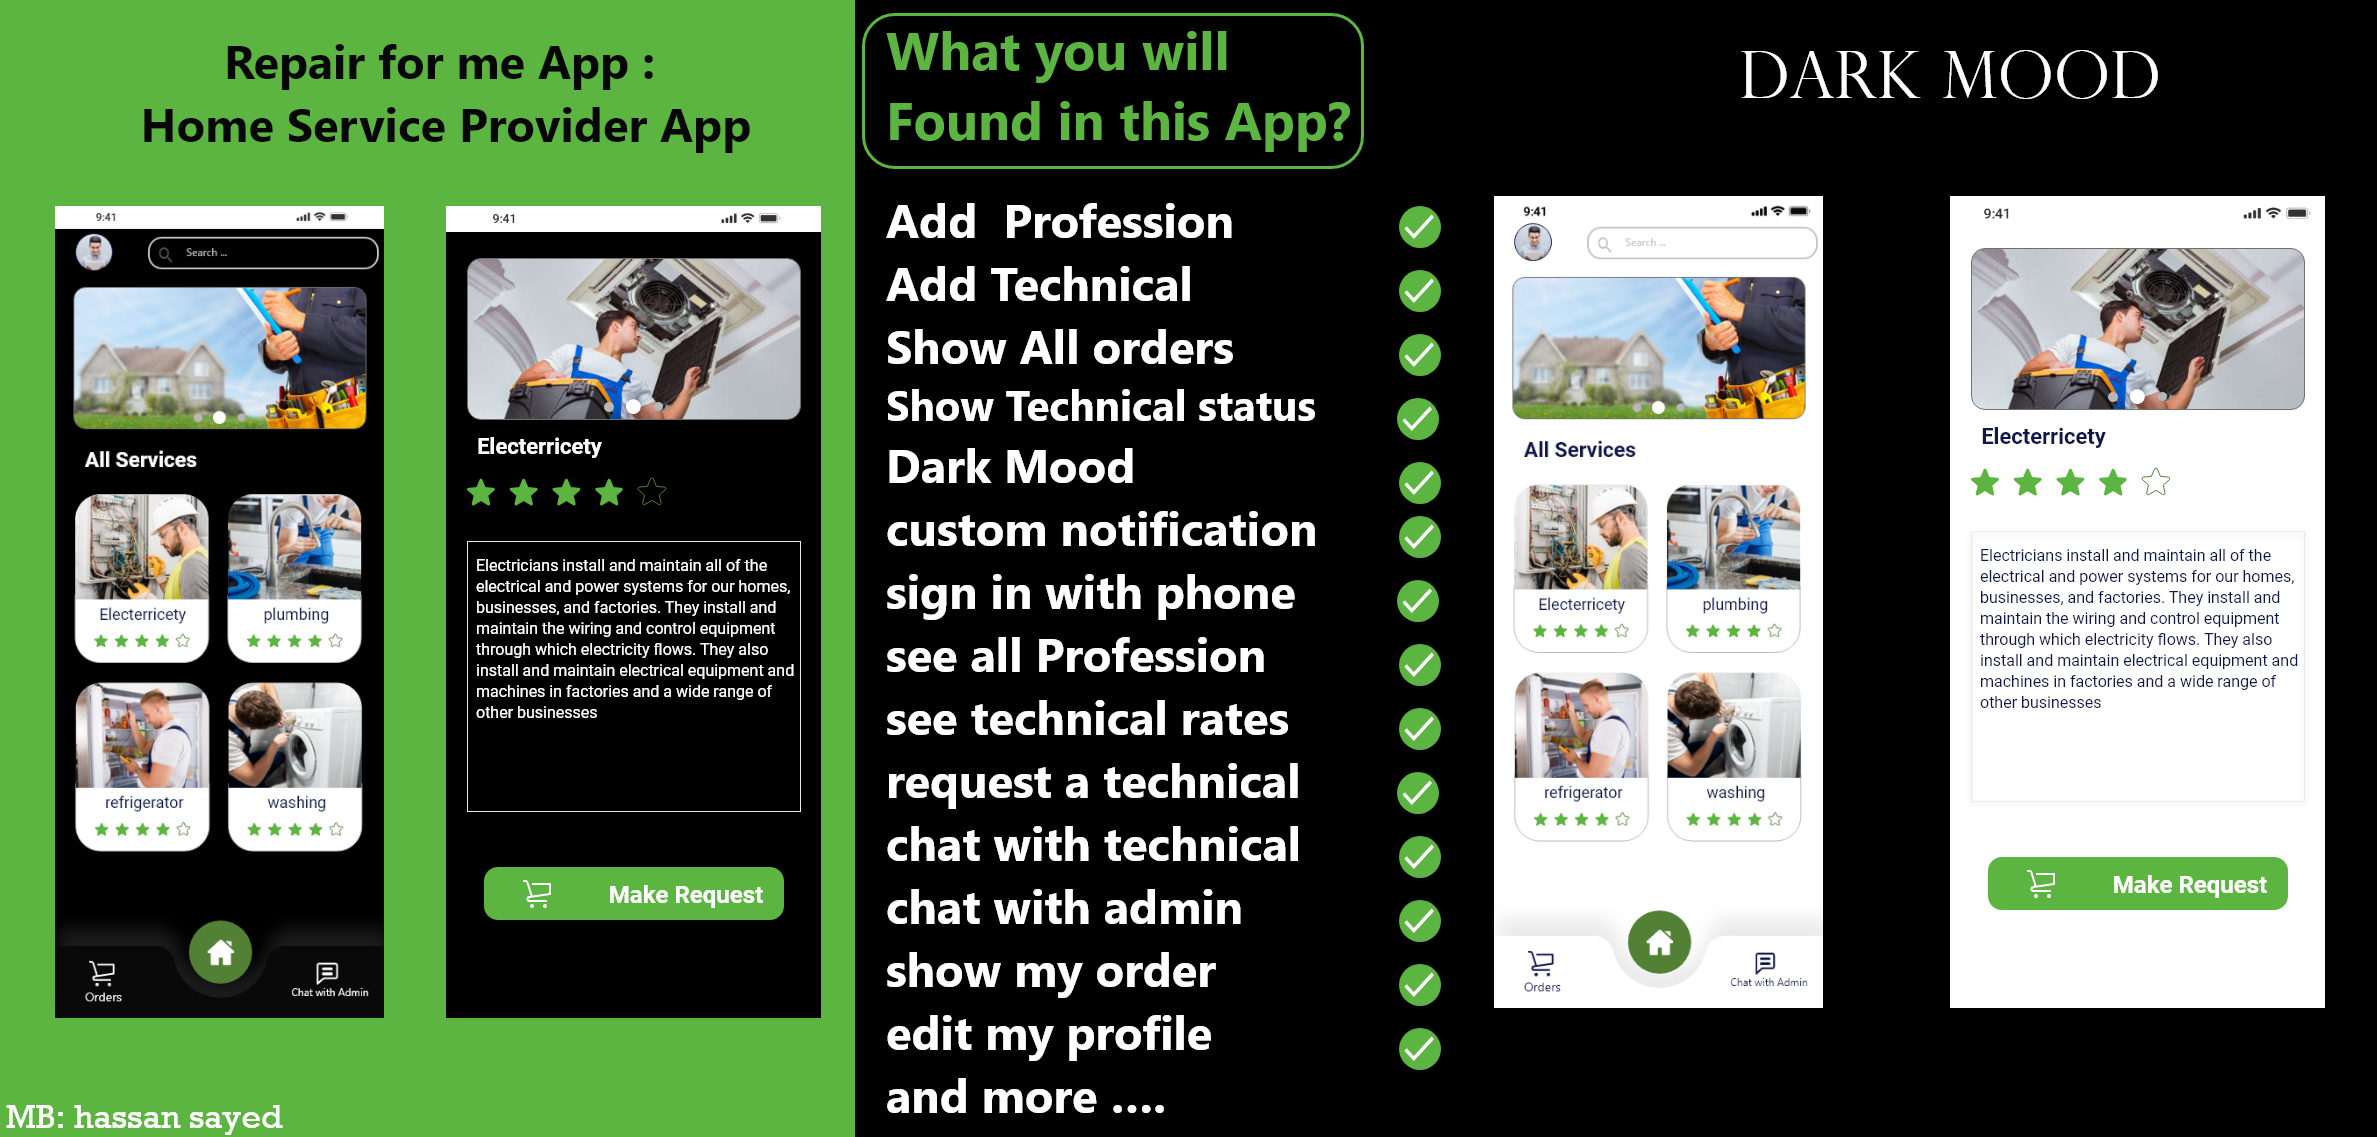 Repair for me App :
Home Service Provider App
9:41
Search ...
All Services
Electerricety
plumbing
refrigerator
washing
Orders
Chat with Admin
9:41
Electerricety
Electricians install and maintain all of the
electrical and power systems for our homes,
businesses, and factories. They install and
maintain the wiring and control equipment
through which electricity flows. They also
install and maintain electrical equipment and
machines in factories and a wide range of
other businesses
Make Request
MB: hassan sayed
What you will
Found in this App?
Add Profession
Add Technical
Show All orders
Show Technical status
Dark Mood
custom notification
sign in with phone
see all Profession
see technical rates
request a technical
chat with technical
chat with admin
show my order
edit my profile
and more ....
DARK MOOD
9:41
Search ...
All Services
Electerricety
plumbing
refrigerator
washing
Orders
Chat with Admin
9:41
Electerricety
Electricians install and maintain all of the
electrical and power systems for our homes,
businesses, and factories. They install and
maintain the wiring and control equipment
through which electricity flows. They also
install and maintain electrical equipment and
machines in factories and a wide range of
other businesses
Make Request